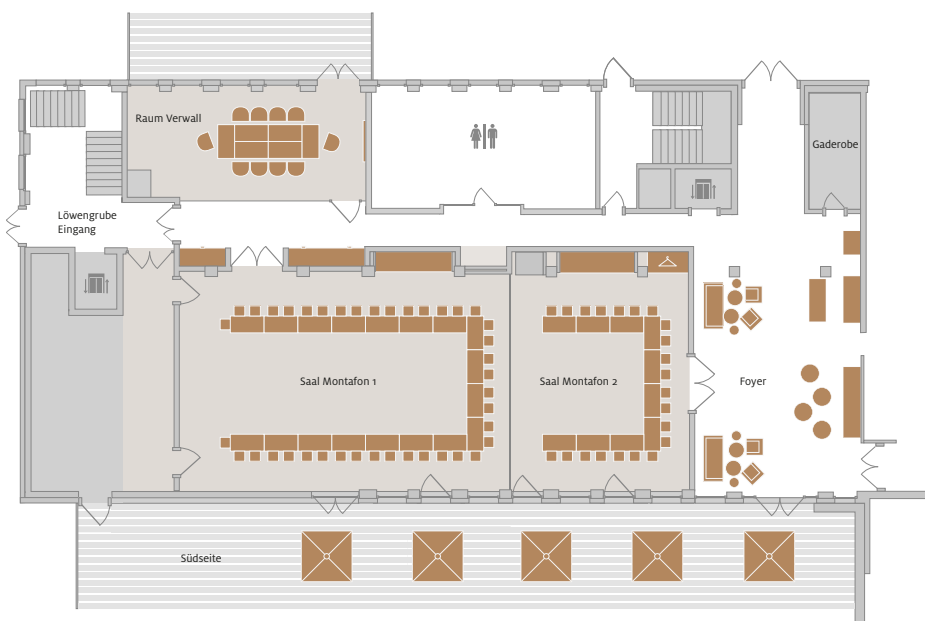 Raum Verwall
Gaderobe
Löwengrube
Eingang
Saal Montafon 1
Saal Montafon 2
Foyer
Südseite